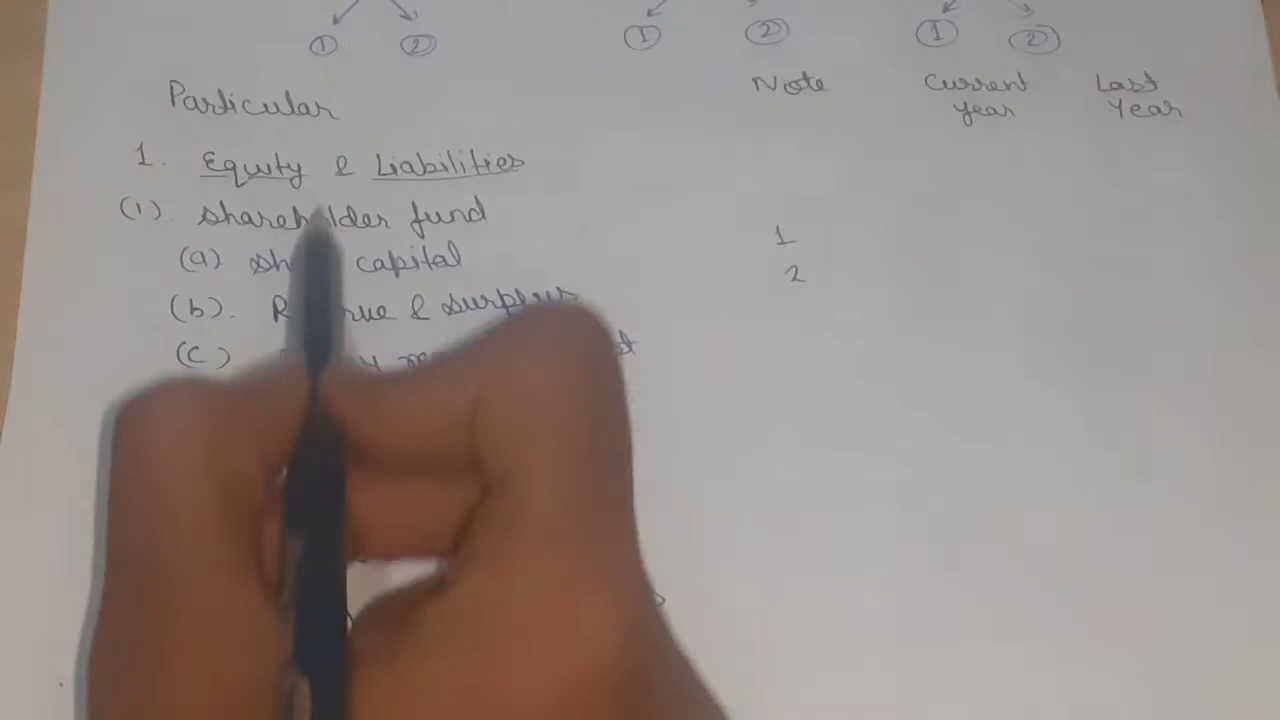 ① ② ① ② ① ②
Particular Note Current Year Last Year
1. Equity & Liabilities
(1). Shareholder fund
(a) capital 1
(b). & Surplus 2
(c)